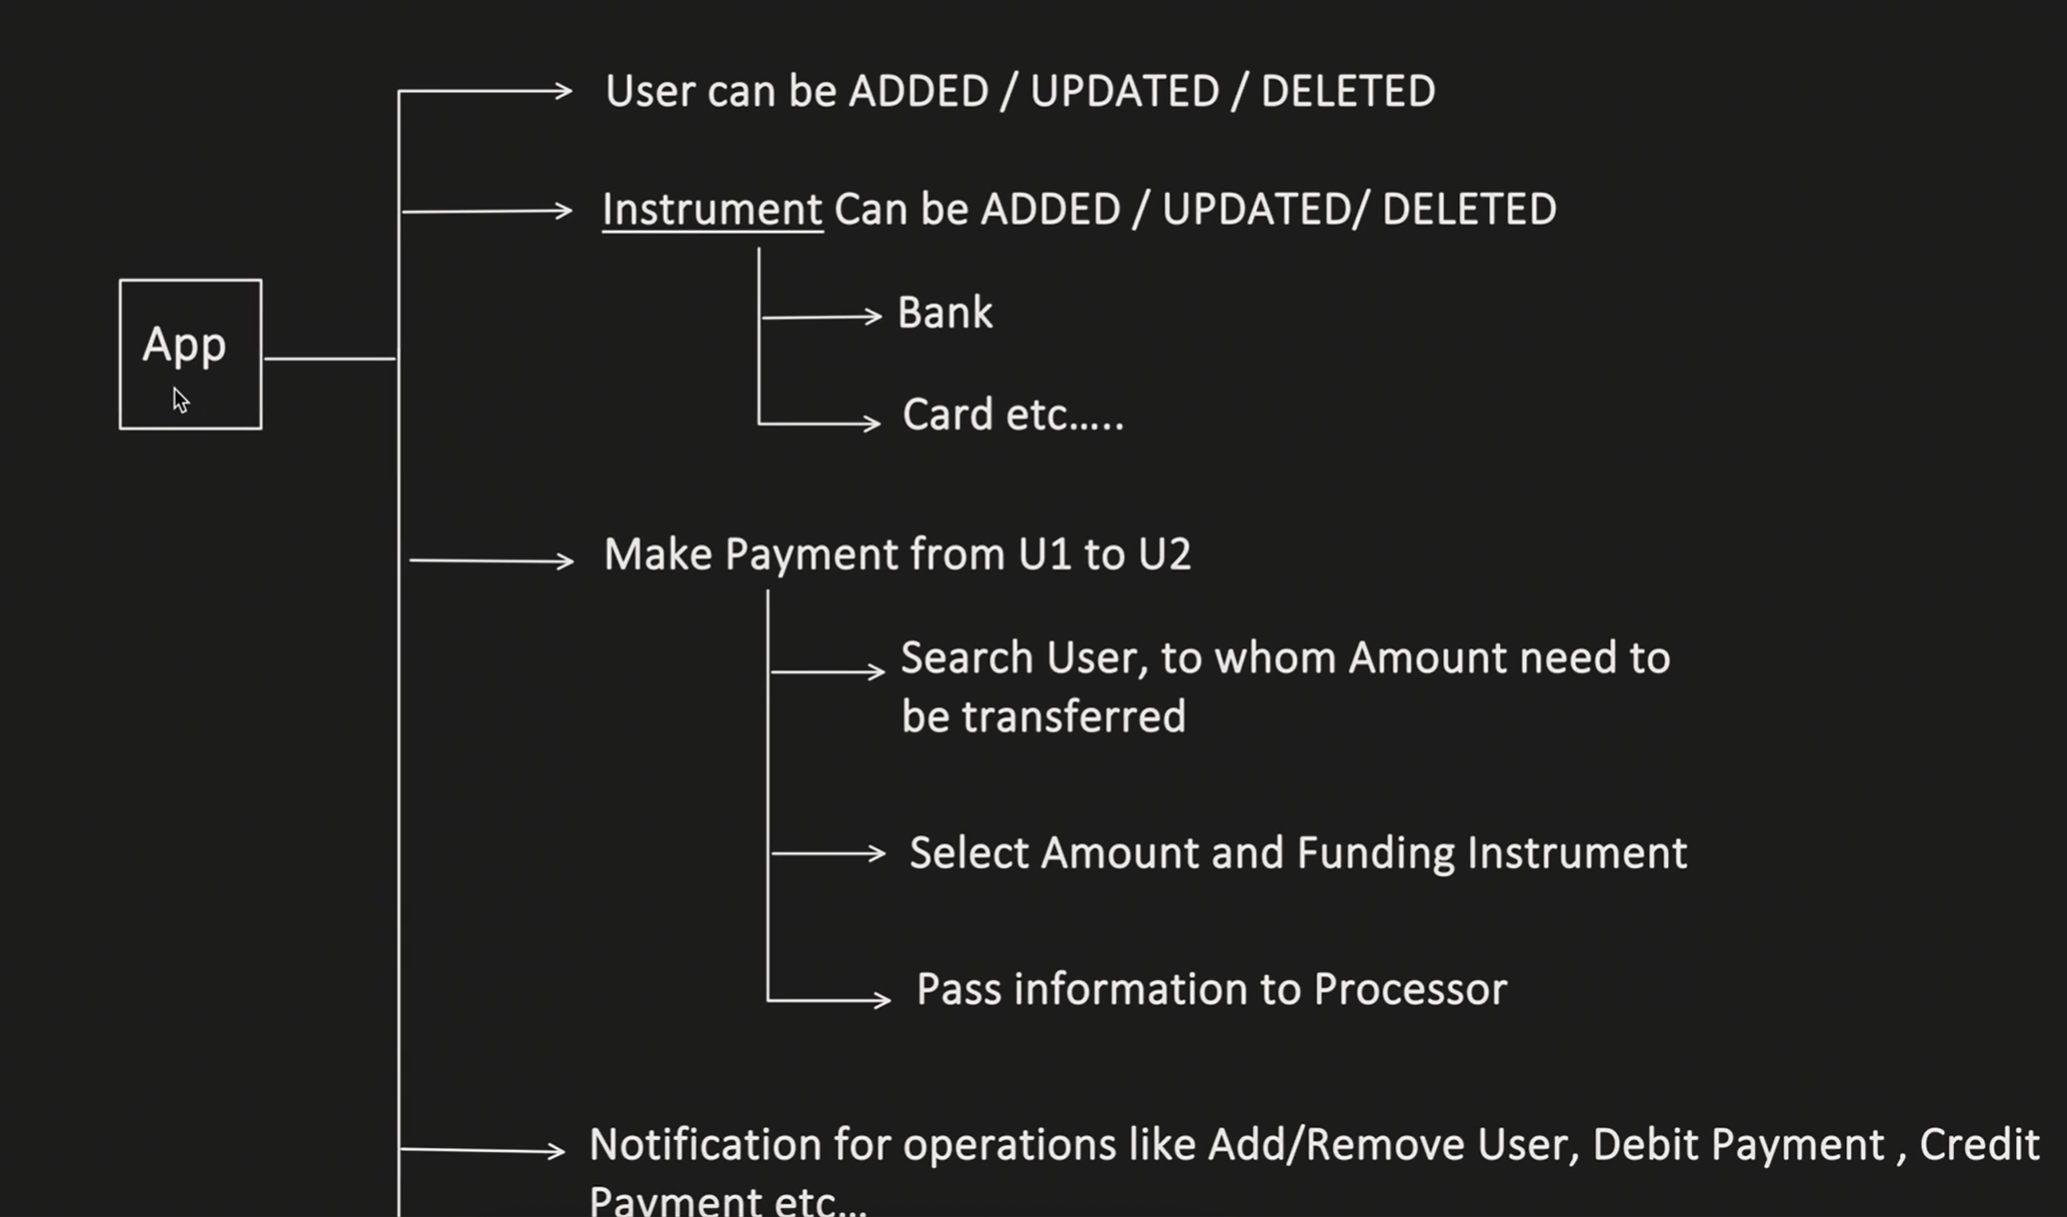 User can be ADDED / UPDATED / DELETED
Instrument Can be ADDED / UPDATED/ DELETED
Bank
App
Card etc.....
Make Payment from U1 to U2
Search User, to whom Amount need to
be transferred
Select Amount and Funding Instrument
Pass information to Processor
Notification for operations like Add/Remove User, Debit Payment , Credit
Payment etc...